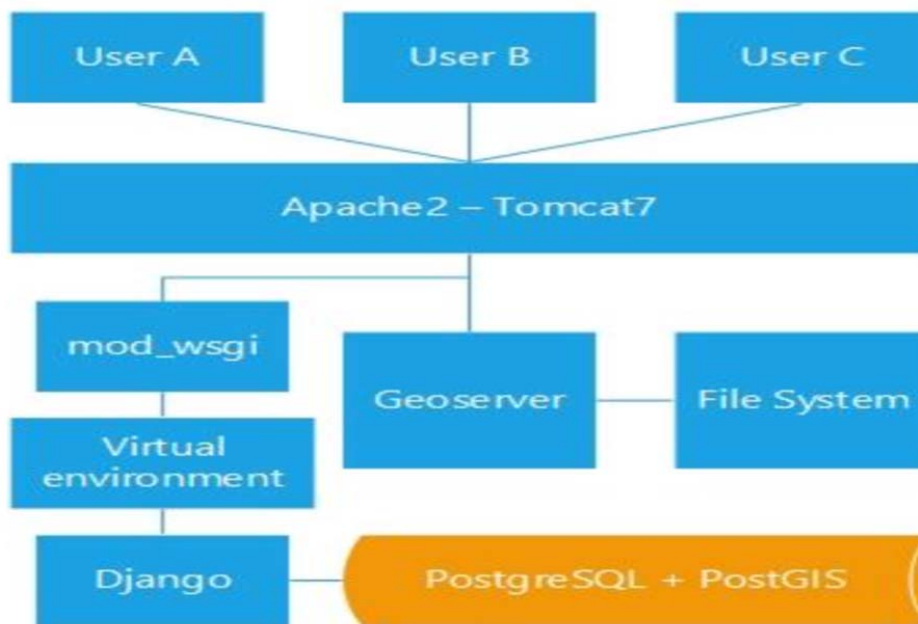 User A
User B
User C
Apache2 – Tomcat7
mod_wsgi
Geoserver
File System
Virtual
environment
Django
PostgreSQL + PostGIS